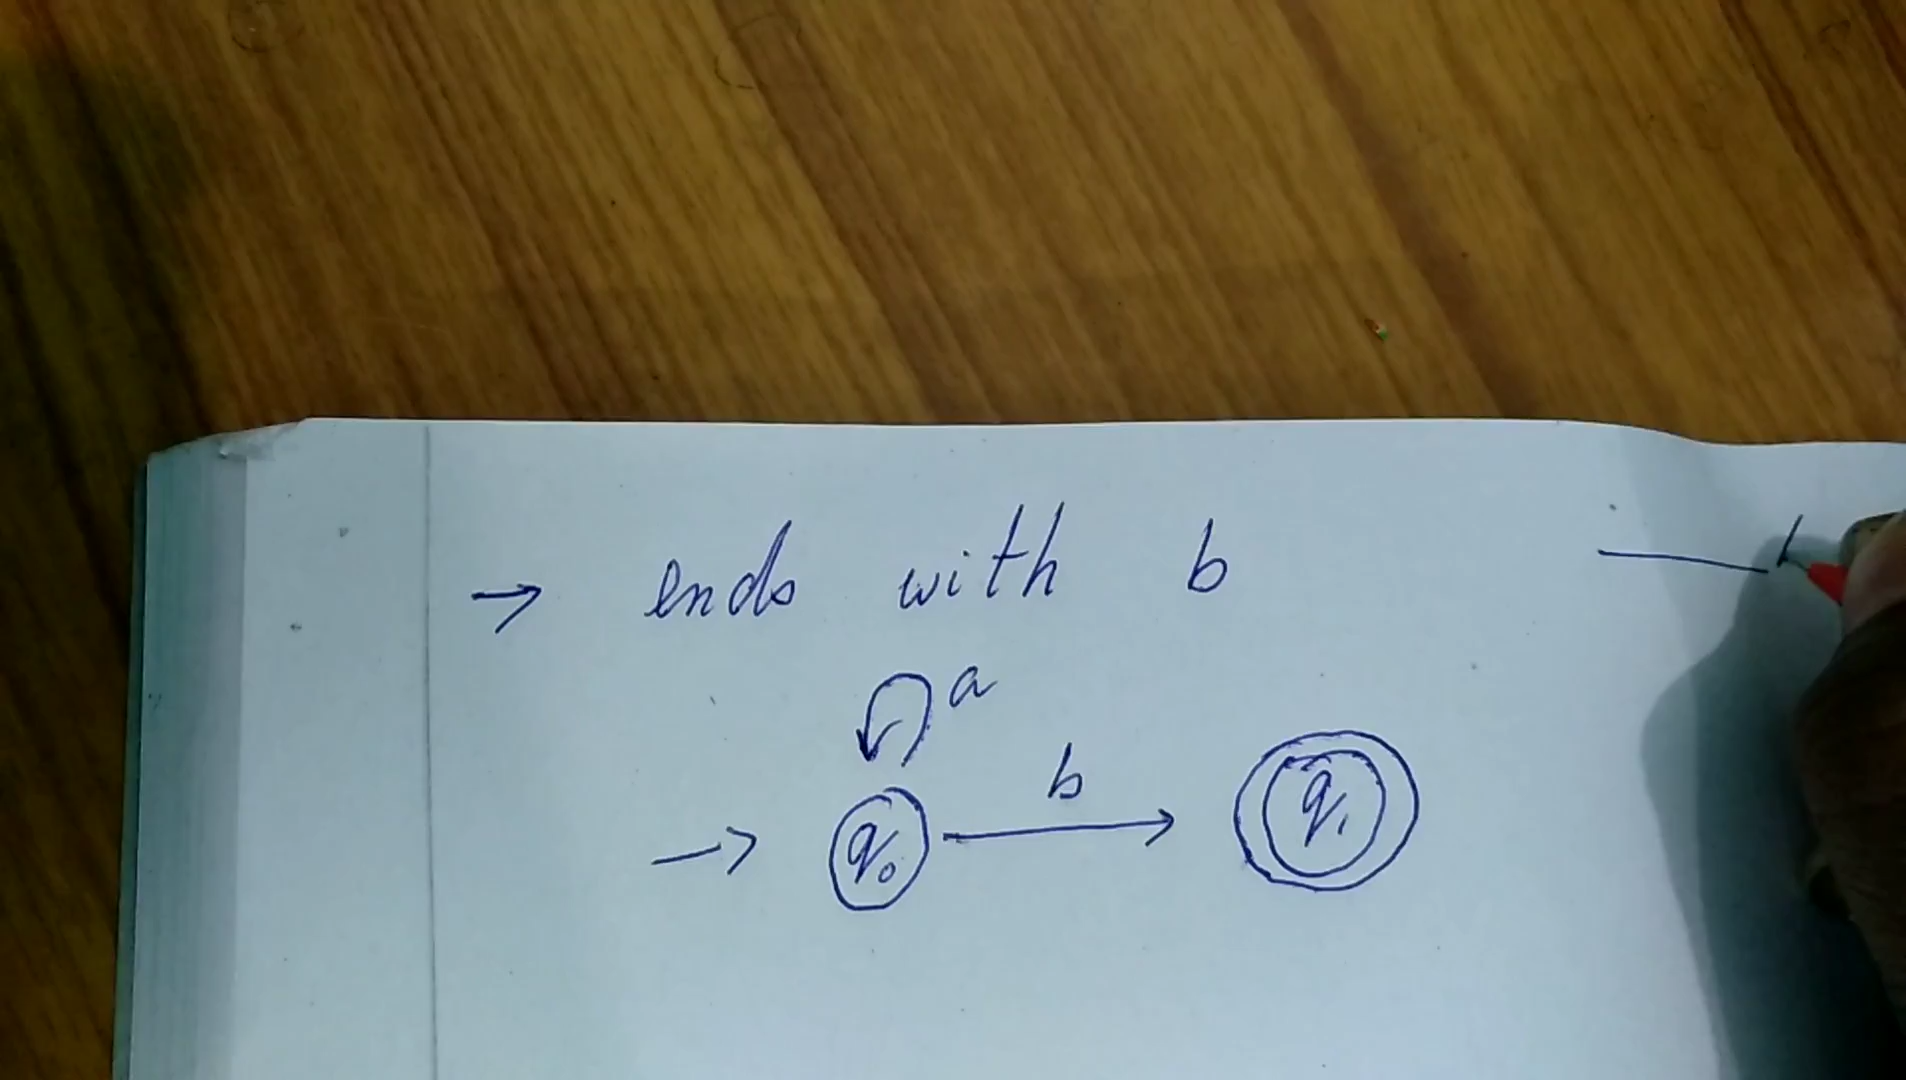 → ends with b
a
b
→ q₀ → q₁